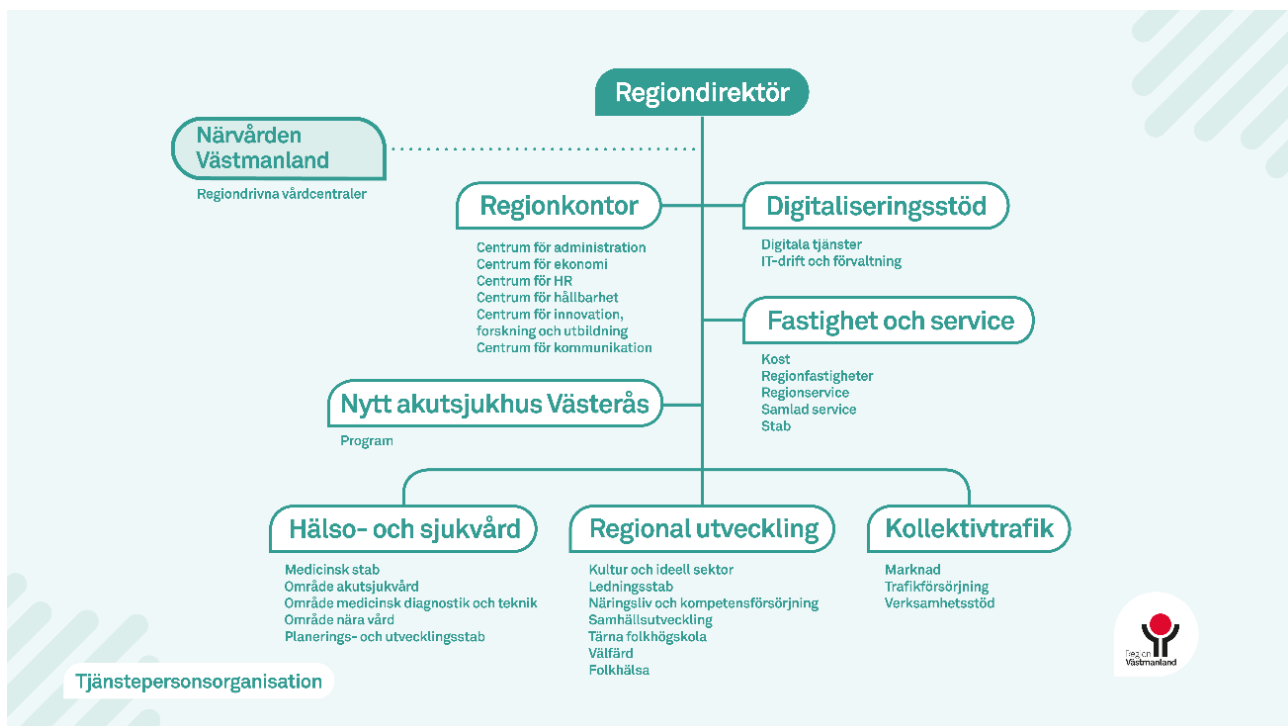 Regiondirektör
Närvården
Västmanland
Regiondrivna vårdcentraler
Regionkontor
Centrum för administration
Centrum för ekonomi
Centrum för HR
Centrum för hållbarhet
Centrum för innovation,
forskning och utbildning
Centrum för kommunikation
Digitaliseringsstöd
Digitala tjänster
IT-drift och förvaltning
Fastighet och service
Kost
Regionfastigheter
Regionservice
Samlad service
Stab
Nytt akutsjukhus Västerås
Program
Hälso- och sjukvård
Medicinsk stab
Område akutsjukvård
Område medicinsk diagnostik och teknik
Område nära vård
Planerings- och utvecklingsstab
Regional utveckling
Kultur och ideell sektor
Ledningsstab
Näringsliv och kompetensförsörjning
Samhällsutveckling
Tärna folkhögskola
Välfärd
Folkhälsa
Kollektivtrafik
Marknad
Trafikförsörjning
Verksamhetsstöd
Region
Västmanland
Tjänstepersonsorganisation